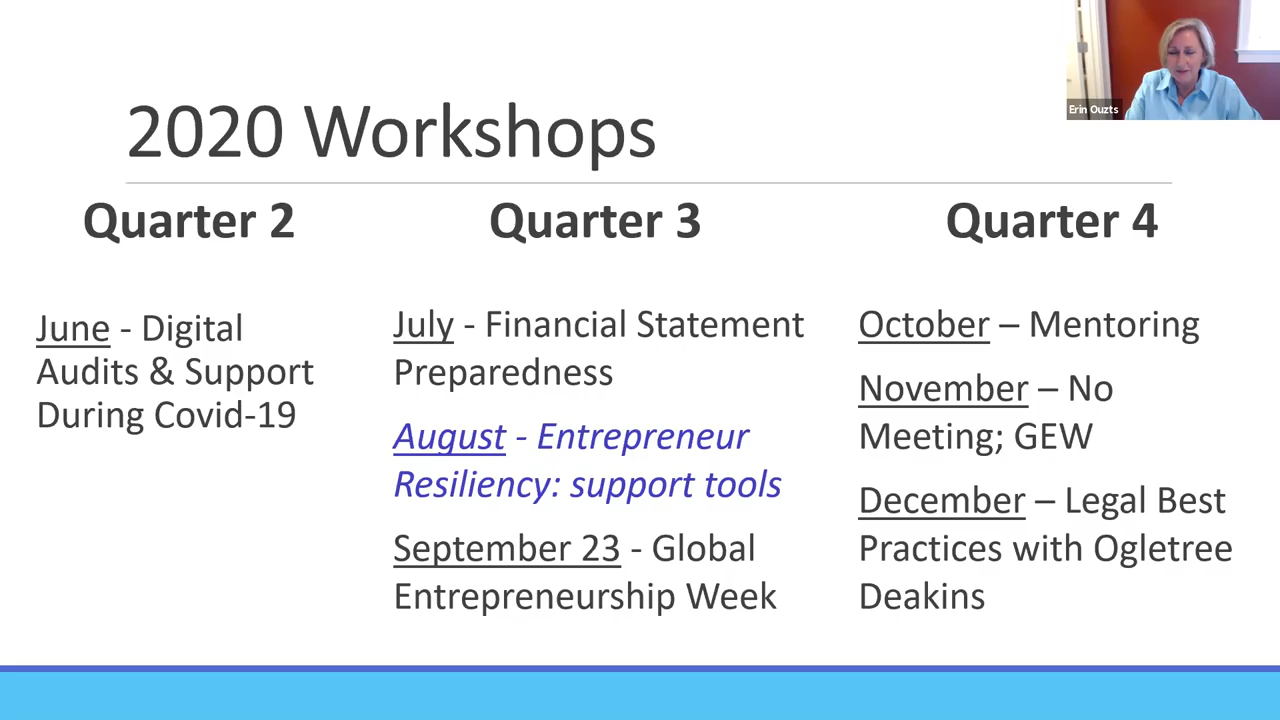 Erin Ouzts
2020 Workshops
Quarter 2
June - Digital
Audits & Support
During Covid-19
Quarter 3
July - Financial Statement
Preparedness
August - Entrepreneur
Resiliency: support tools
September 23 - Global
Entrepreneurship Week
Quarter 4
October – Mentoring
November – No
Meeting; GEW
December – Legal Best
Practices with Ogletree
Deakins